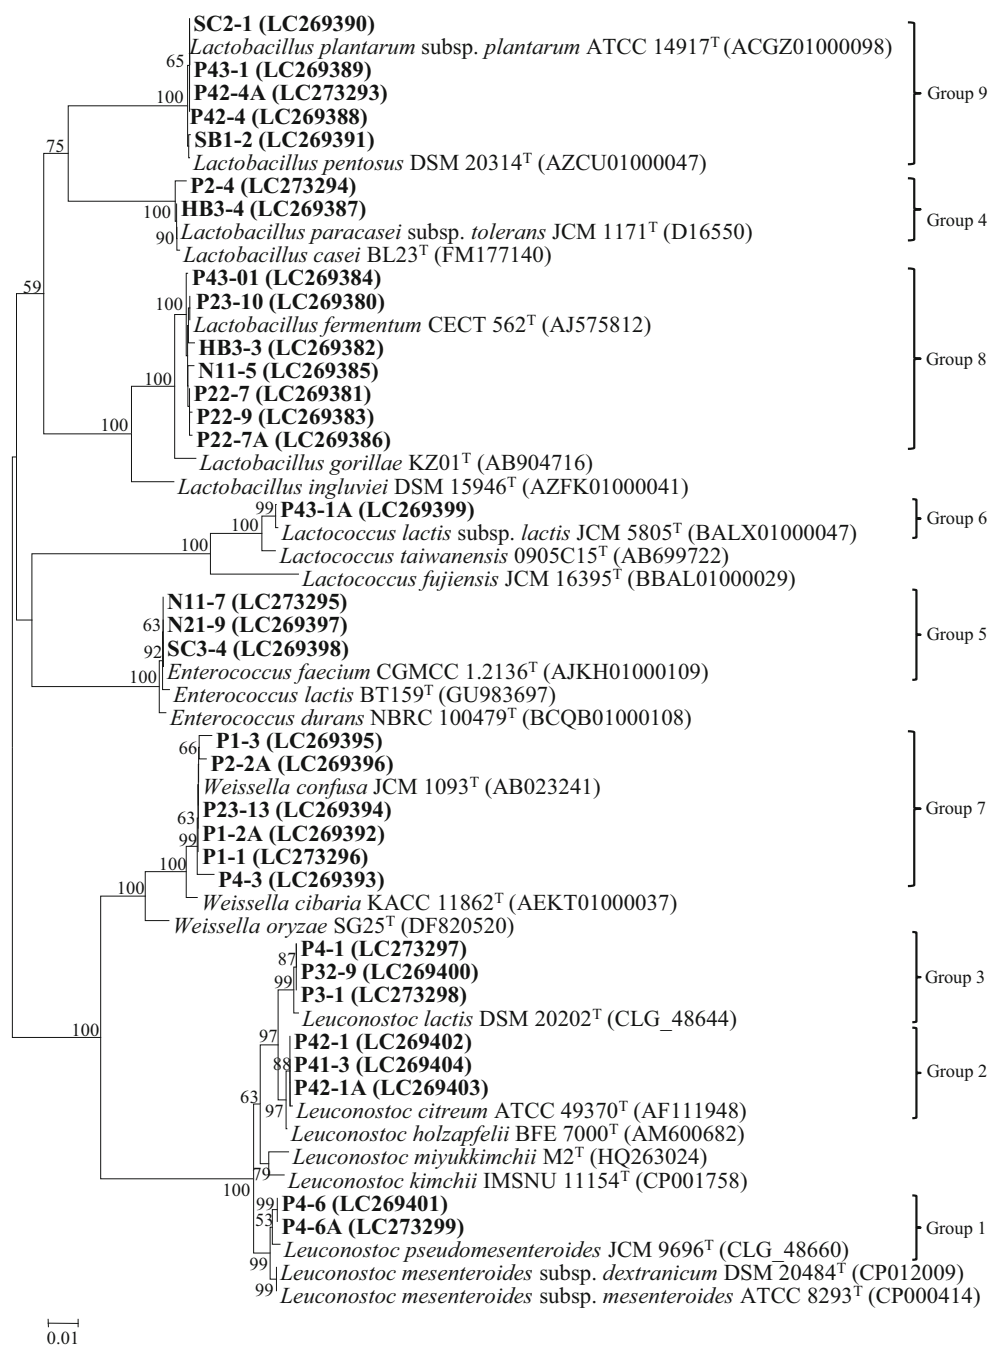 SC2-1 (LC269390)
Lactobacillus plantarum subsp. plantarum ATCC 14917T (ACGZ01000098)
65
P43-1 (LC269389)
P42-4A (LC273293)
Group 9
100
P42-4 (LC269388)
SB1-2 (LC269391)
75
Lactobacillus pentosus DSM 20314T (AZCU01000047)
P2-4 (LC273294)
100
HB3-4 (LC269387)
Group 4
90
Lactobacillus paracasei subsp. tolerans JCM 1171T (D16550)
Lactobacillus casei BL23T (FM177140)
P43-01 (LC269384)
59
100
P23-10 (LC269380)
Lactobacillus fermentum CECT 562T (AJ575812)
HB3-3 (LC269382)
Group 8
N11-5 (LC269385)
100
P22-7 (LC269381)
P22-9 (LC269383)
100
P22-7A (LC269386)
Lactobacillus gorillae KZ01T (AB904716)
Lactobacillus ingluviei DSM 15946T (AZFK01000041)
99
P43-1A (LC269399)
Group 6
100
Lactococcus lactis subsp. lactis JCM 5805T (BALX01000047)
100
Lactococcus taiwanensis 0905C15T (AB699722)
Lactococcus fujiensis JCM 16395T (BBAL01000029)
N11-7 (LC273295)
63
N21-9 (LC269397)
Group 5
92
SC3-4 (LC269398)
100
Enterococcus faecium CGMCC 1.2136T (AJKH01000109)
Enterococcus lactis BT159T (GU983697)
Enterococcus durans NBRC 100479T (BCQB01000108)
66
P1-3 (LC269395)
P2-2A (LC269396)
Weissella confusa JCM 1093T (AB023241)
Group 7
63
P23-13 (LC269394)
99
P1-2A (LC269392)
100
P1-1 (LC273296)
100
P4-3 (LC269393)
Weissella cibaria KACC 11862T (AEKT01000037)
Weissella oryzae SG25T (DF820520)
87
P4-1 (LC273297)
99
P32-9 (LC269400)
Group 3
P3-1 (LC273298)
100
Leuconostoc lactis DSM 20202T (CLG_48644)
97
P42-1 (LC269402)
88
P41-3 (LC269404)
Group 2
63
P42-1A (LC269403)
97
Leuconostoc citreum ATCC 49370T (AF111948)
Leuconostoc holzapfelii BFE 7000T (AM600682)
Leuconostoc miyukkimchii M2T (HQ263024)
79
Leuconostoc kimchii IMSNU 11154T (CP001758)
100
99
P4-6 (LC269401)
53
P4-6A (LC273299)
Group 1
Leuconostoc pseudomesenteroides JCM 9696T (CLG_48660)
99
Leuconostoc mesenteroides subsp. dextranicum DSM 20484T (CP012009)
99
Leuconostoc mesenteroides subsp. mesenteroides ATCC 8293T (CP000414)
0.01